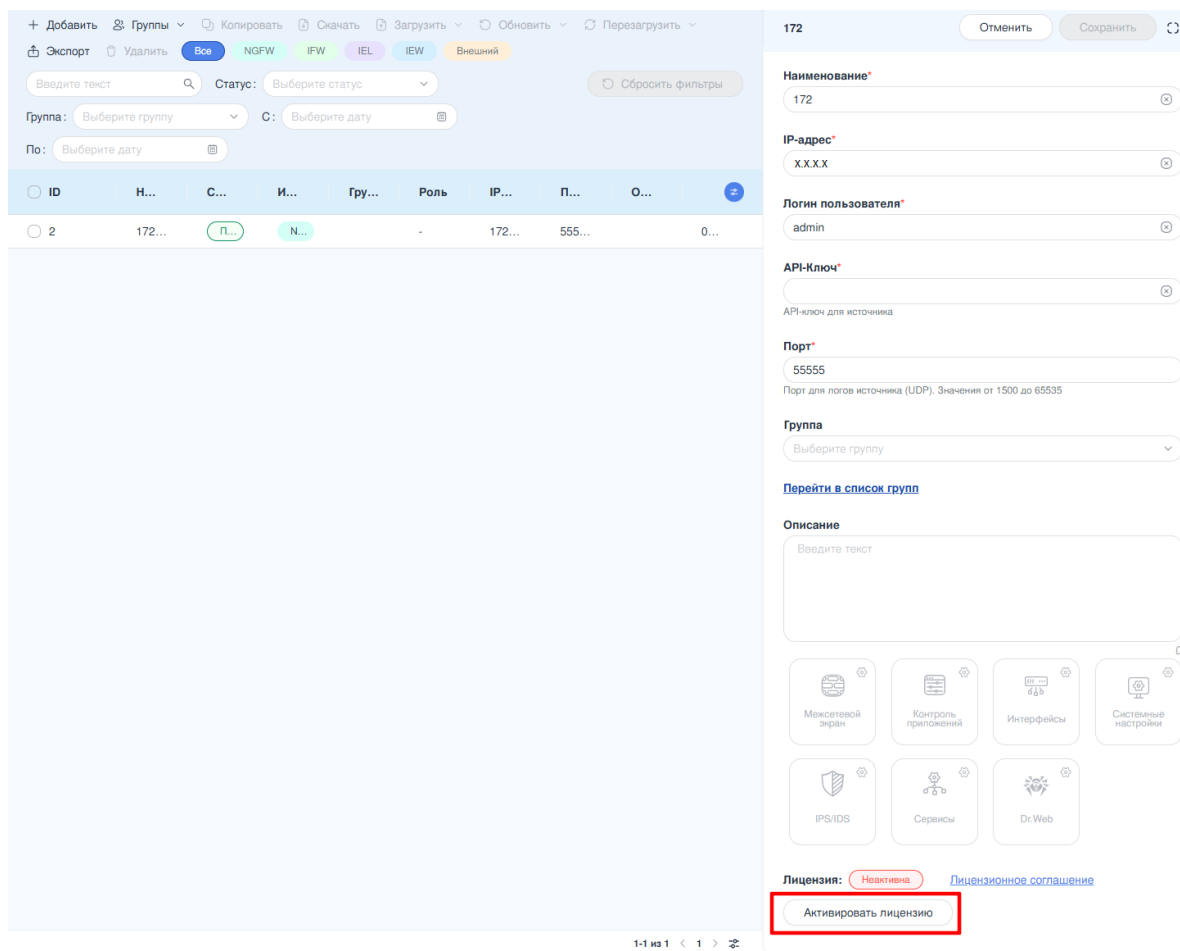 Добавить Группы Копировать Скачать Загрузить Обновить Перезагрузить
Экспорт Удалить Все NGFW IFW IEL IEW Внешний
Введите текст Статус: Выберите статус Сбросить фильтры
Группа: Выберите группу С: Выберите дату
По: Выберите дату
ID Н... С... И... Гру... Роль IP... П... О...
2 172... П... N... - 172... 555... 0...
1-1 из 1 1
172 Отменить Сохранить
Наименование*
172
IP-адрес*
X.X.X.X
Логин пользователя*
admin
API-Ключ*
API-ключ для источника
Порт*
55555
Порт для логов источника (UDP). Значения от 1500 до 65535
Группа
Выберите группу
Перейти в список групп
Описание
Введите текст
Межсетевой экран
Контроль приложений
Интерфейсы
Системные настройки
IPS/IDS
Сервисы
Dr.Web
Лицензия: Неактивна Лицензионное соглашение
Активировать лицензию